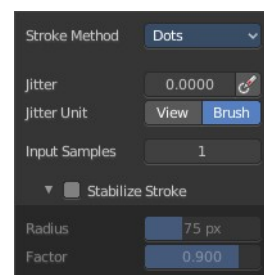 Stroke Method Dots
Jitter 0.0000
Jitter Unit View Brush
Input Samples 1
Stabilize Stroke
Radius 75 px
Factor 0.900